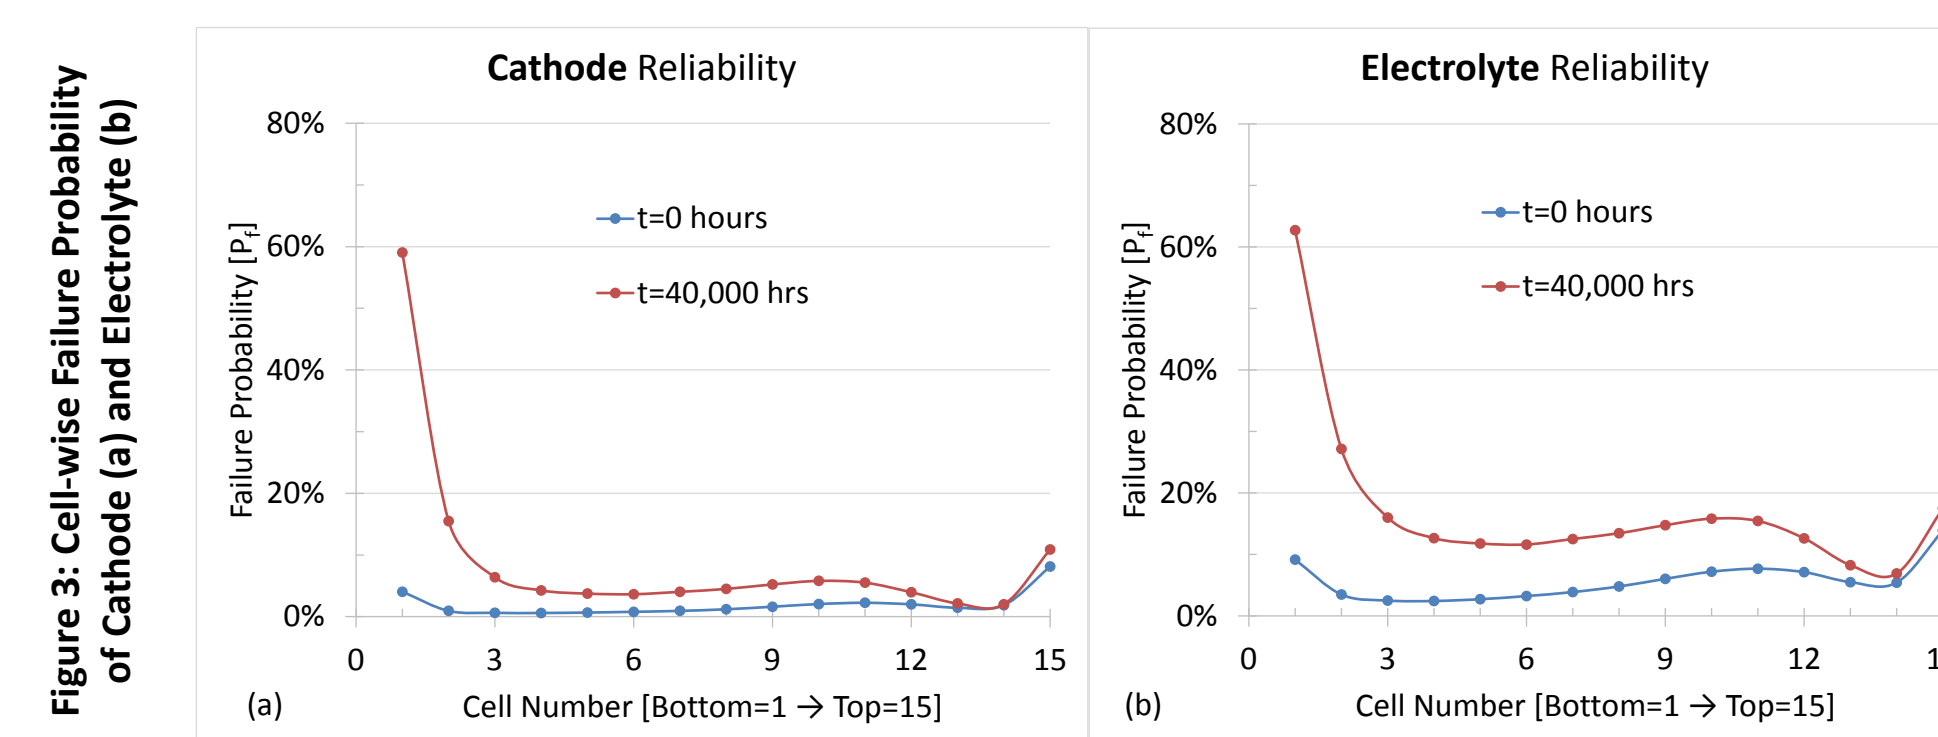 Figure 3: Cell-wise Failure Probability
of Cathode (a) and Electrolyte (b)
Cathode Reliability
80%
60%
40%
20%
0%
Failure Probability [Pf]
t=0 hours
t=40,000 hrs
0 3 6 9 12 15
Cell Number [Bottom=1 → Top=15]
(a)
Electrolyte Reliability
80%
60%
40%
20%
0%
Failure Probability [Pf]
t=0 hours
t=40,000 hrs
0 3 6 9 12 1
Cell Number [Bottom=1 → Top=15]
(b)